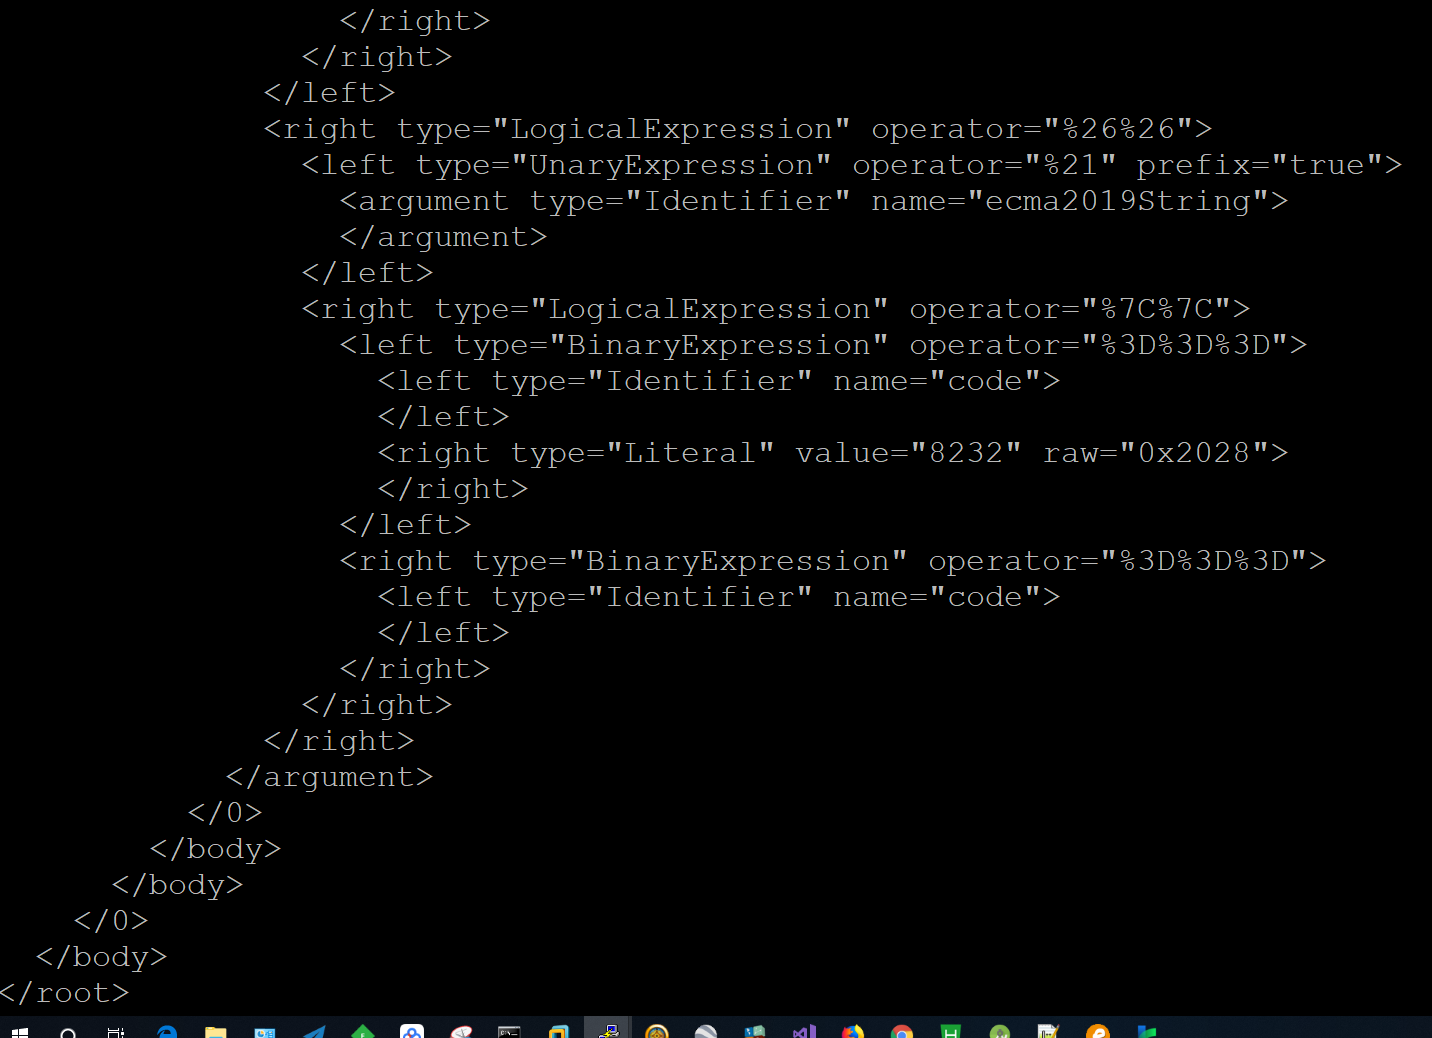 </right>
</right>
</left>
<right type="LogicalExpression" operator="%26%26">
<left type="UnaryExpression" operator="%21" prefix="true">
<argument type="Identifier" name="ecma2019String">
</argument>
</left>
<right type="LogicalExpression" operator="%7C%7C">
<left type="BinaryExpression" operator="%3D%3D%3D">
<left type="Identifier" name="code">
</left>
<right type="Literal" value="8232" raw="0x2028">
</right>
</left>
<right type="BinaryExpression" operator="%3D%3D%3D">
<left type="Identifier" name="code">
</left>
</right>
</right>
</right>
</argument>
</0>
</body>
</body>
</0>
</body>
</root>